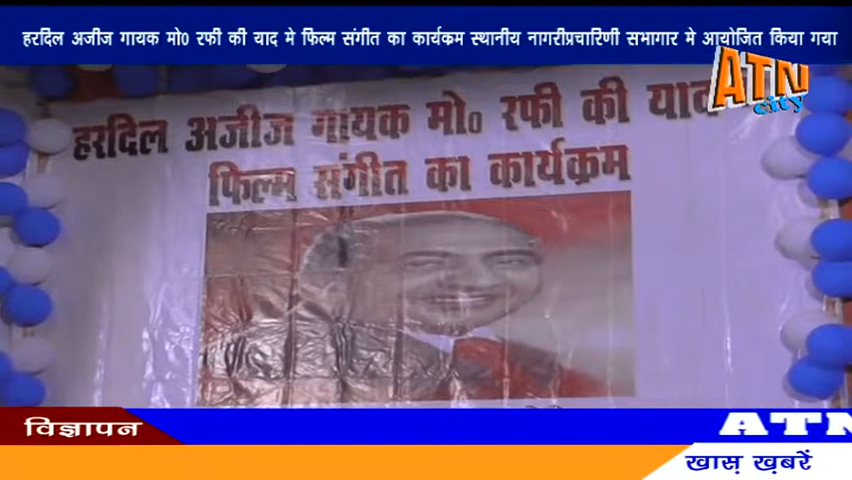 हरदिल अजीज गायक मो0 रफी की याद मे फिल्म संगीत का कार्यक्रम स्थानीय नागरीप्रचारिणी सभागार मे आयोजित किया गया
ATN
city
हरदिल अजीज गायक मो0 रफी की याद
फिल्म संगीत का कार्यक्रम
विज्ञापन
ATN
खास़ ख़बरें